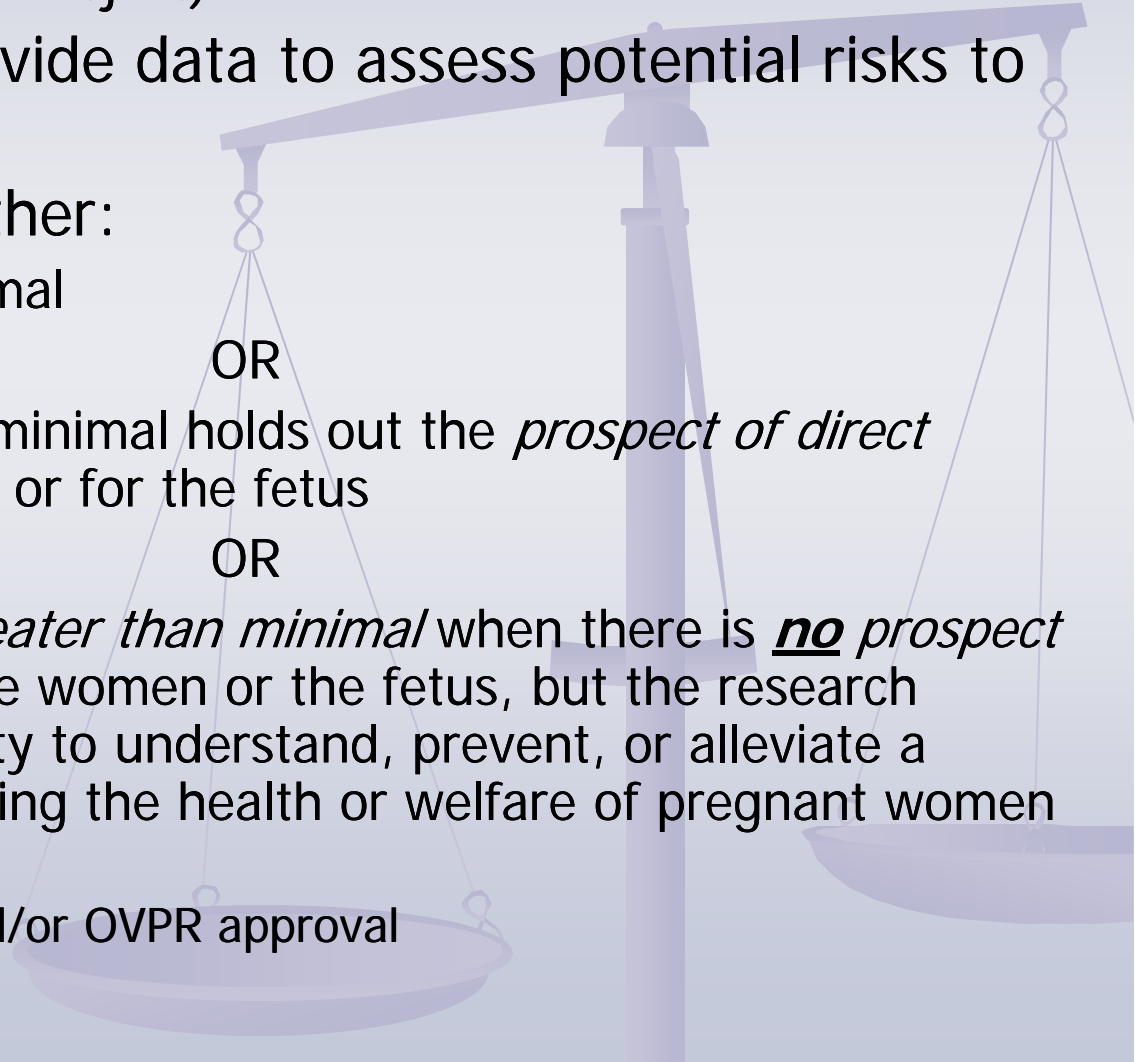 vide data to assess potential risks to
ther:
mal
OR
minimal holds out the prospect of direct
or for the fetus
OR
eater than minimal when there is no prospect
e women or the fetus, but the research
ty to understand, prevent, or alleviate a
ing the health or welfare of pregnant women
/or OVPR approval